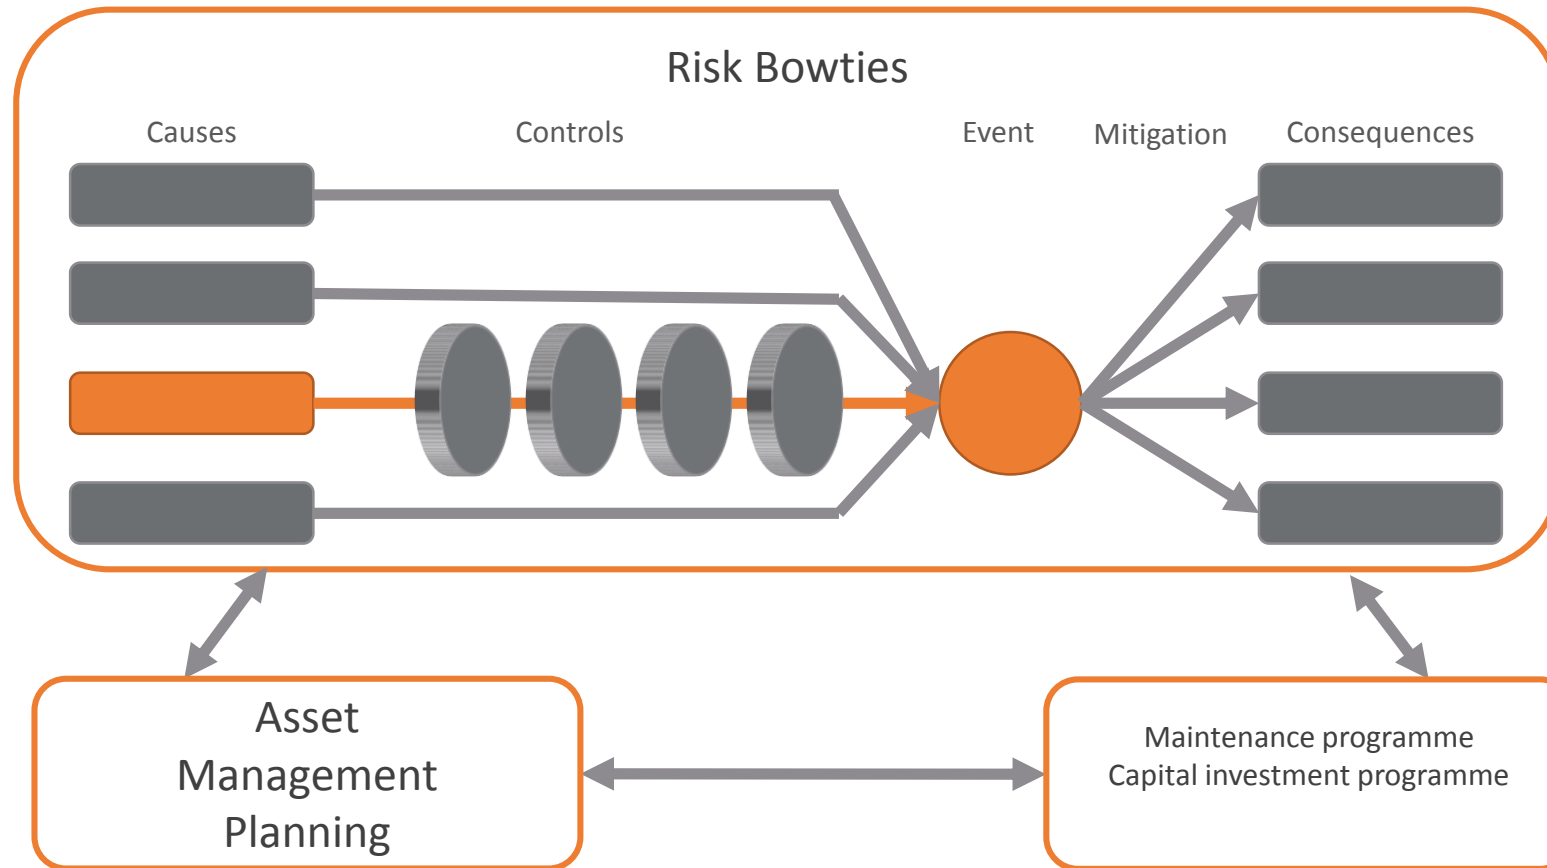 Risk Bowties
Causes
Controls
Event
Mitigation
Consequences
Asset
Management
Planning
Maintenance programme
Capital investment programme